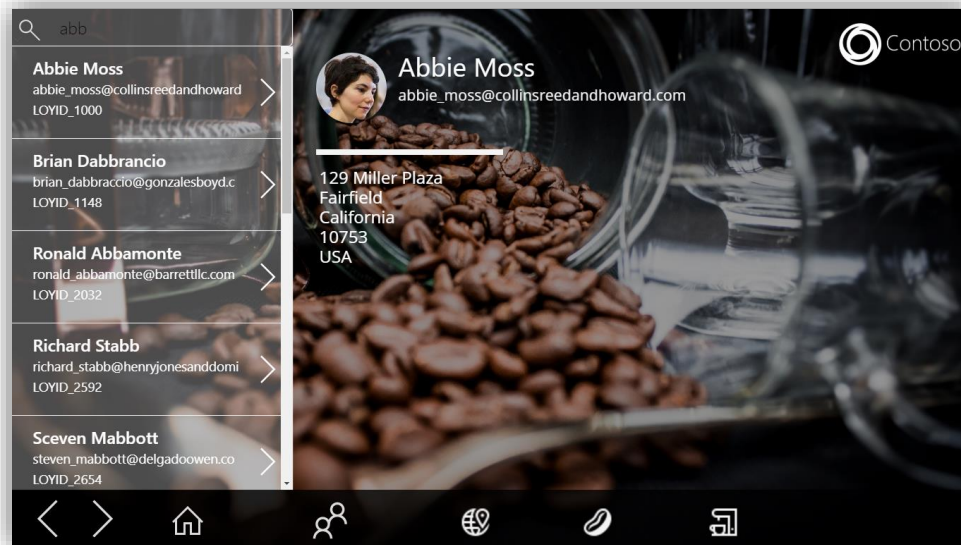 abb
Abbie Moss
abbie_moss@collinsreedandhoward
LOYID_1000
Brian Dabbrancio
brian_dabbraccio@gonzalesboyd.c
LOYID_1148
Ronald Abbamonte
ronald_abbamonte@barrettllc.com
LOYID_2032
Richard Stabb
richard_stabb@henryjonesanddomi
LOYID_2592
Sceven Mabbott
steven_mabbott@delgadoowen.co
LOYID_2654
Abbie Moss
abbie_moss@collinsreedandhoward.com
129 Miller Plaza
Fairfield
California
10753
USA
Contoso